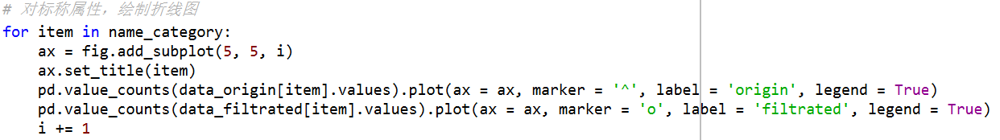 # 对标称属性，绘制折线图
for item in name_category:
    ax = fig.add_subplot(5, 5, i)
    ax.set_title(item)
    pd.value_counts(data_origin[item].values).plot(ax = ax, marker = '^', label = 'origin', legend = True)
    pd.value_counts(data_filtrated[item].values).plot(ax = ax, marker = 'o', label = 'filtrated', legend = True)
    i += 1